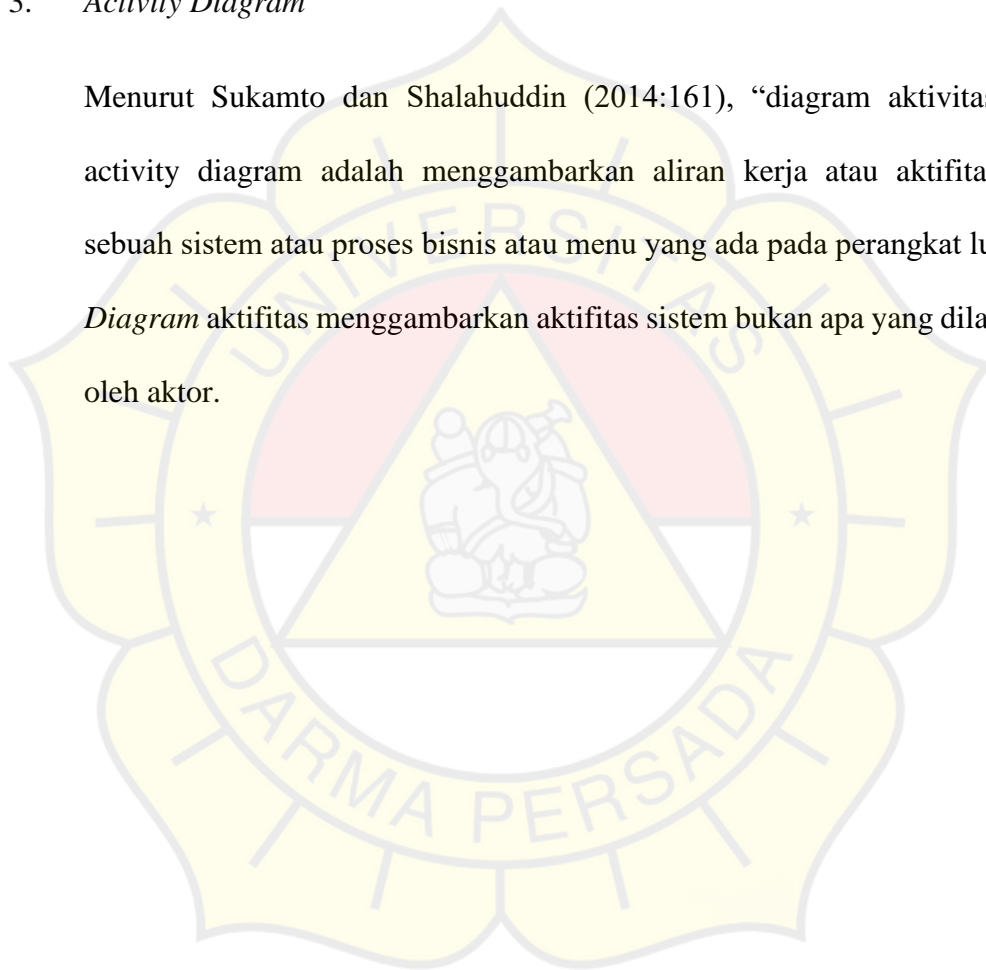 3. Activity Diagram
Menurut Sukamto dan Shalahuddin (2014:161), “diagram aktivitas
activity diagram adalah menggambarkan aliran kerja atau
sebuah sistem atau proses bisnis atau menu yang ada pada perangkat
Diagram aktifitas menggambarkan aktifitas sistem bukan apa yang
oleh aktor.
UNIVERSITAS
DARMA PERSADA